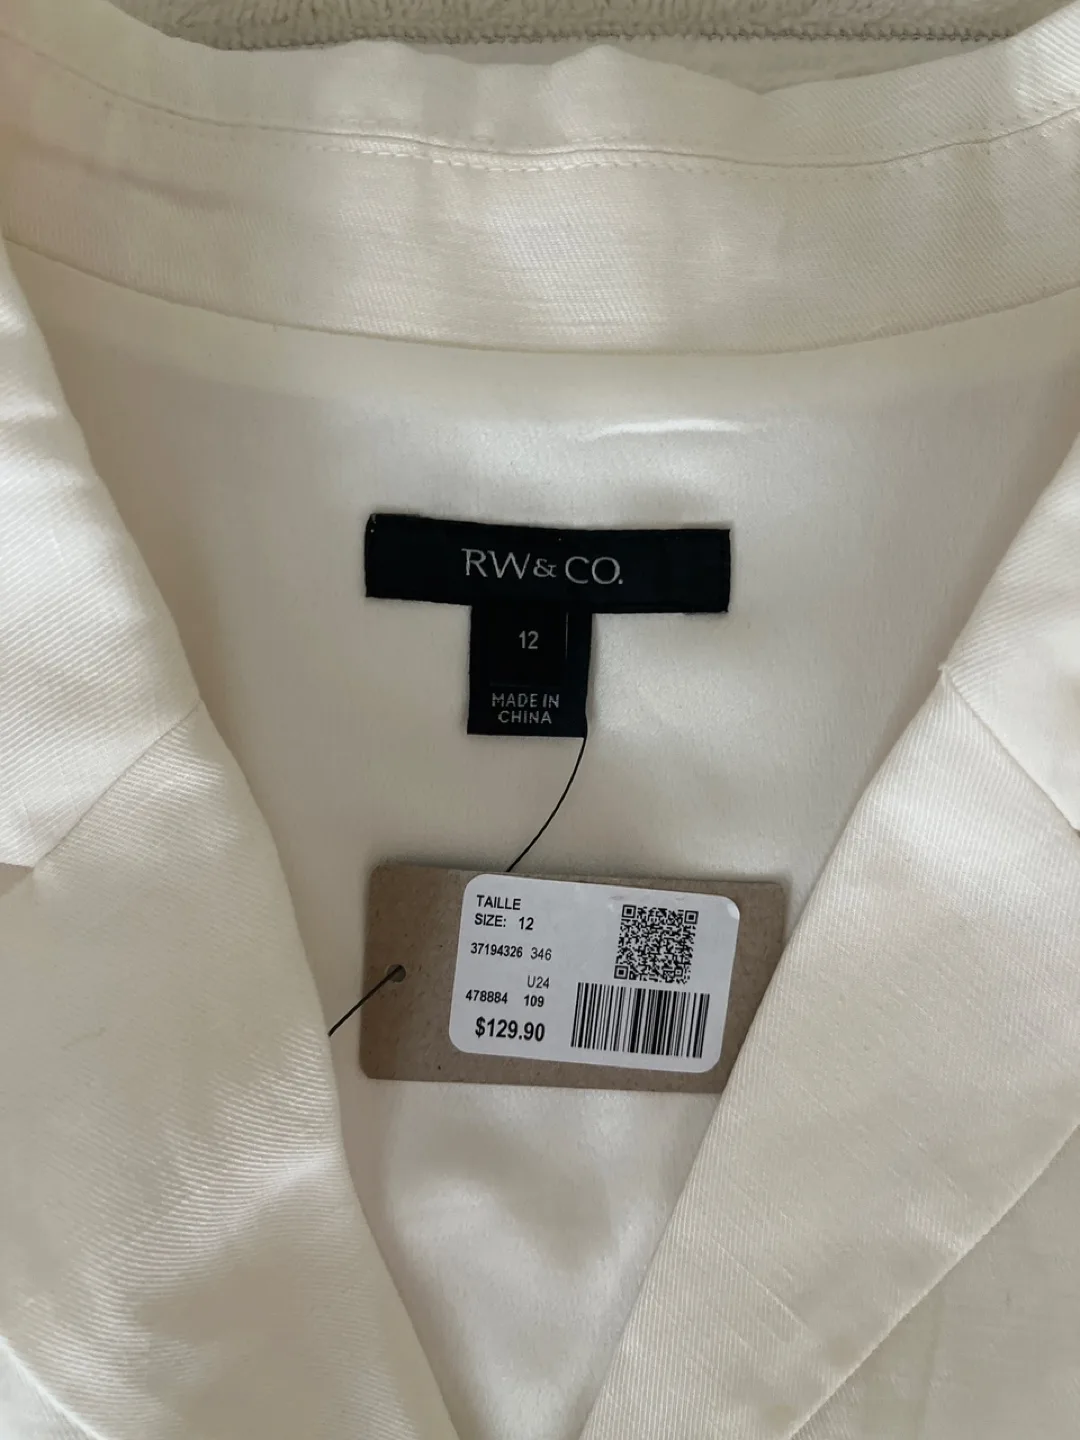 RW & CO.
12
MADE IN
CHINA
TAILLE
SIZE: 12
37194326 346
U24
478884 109
$129.90